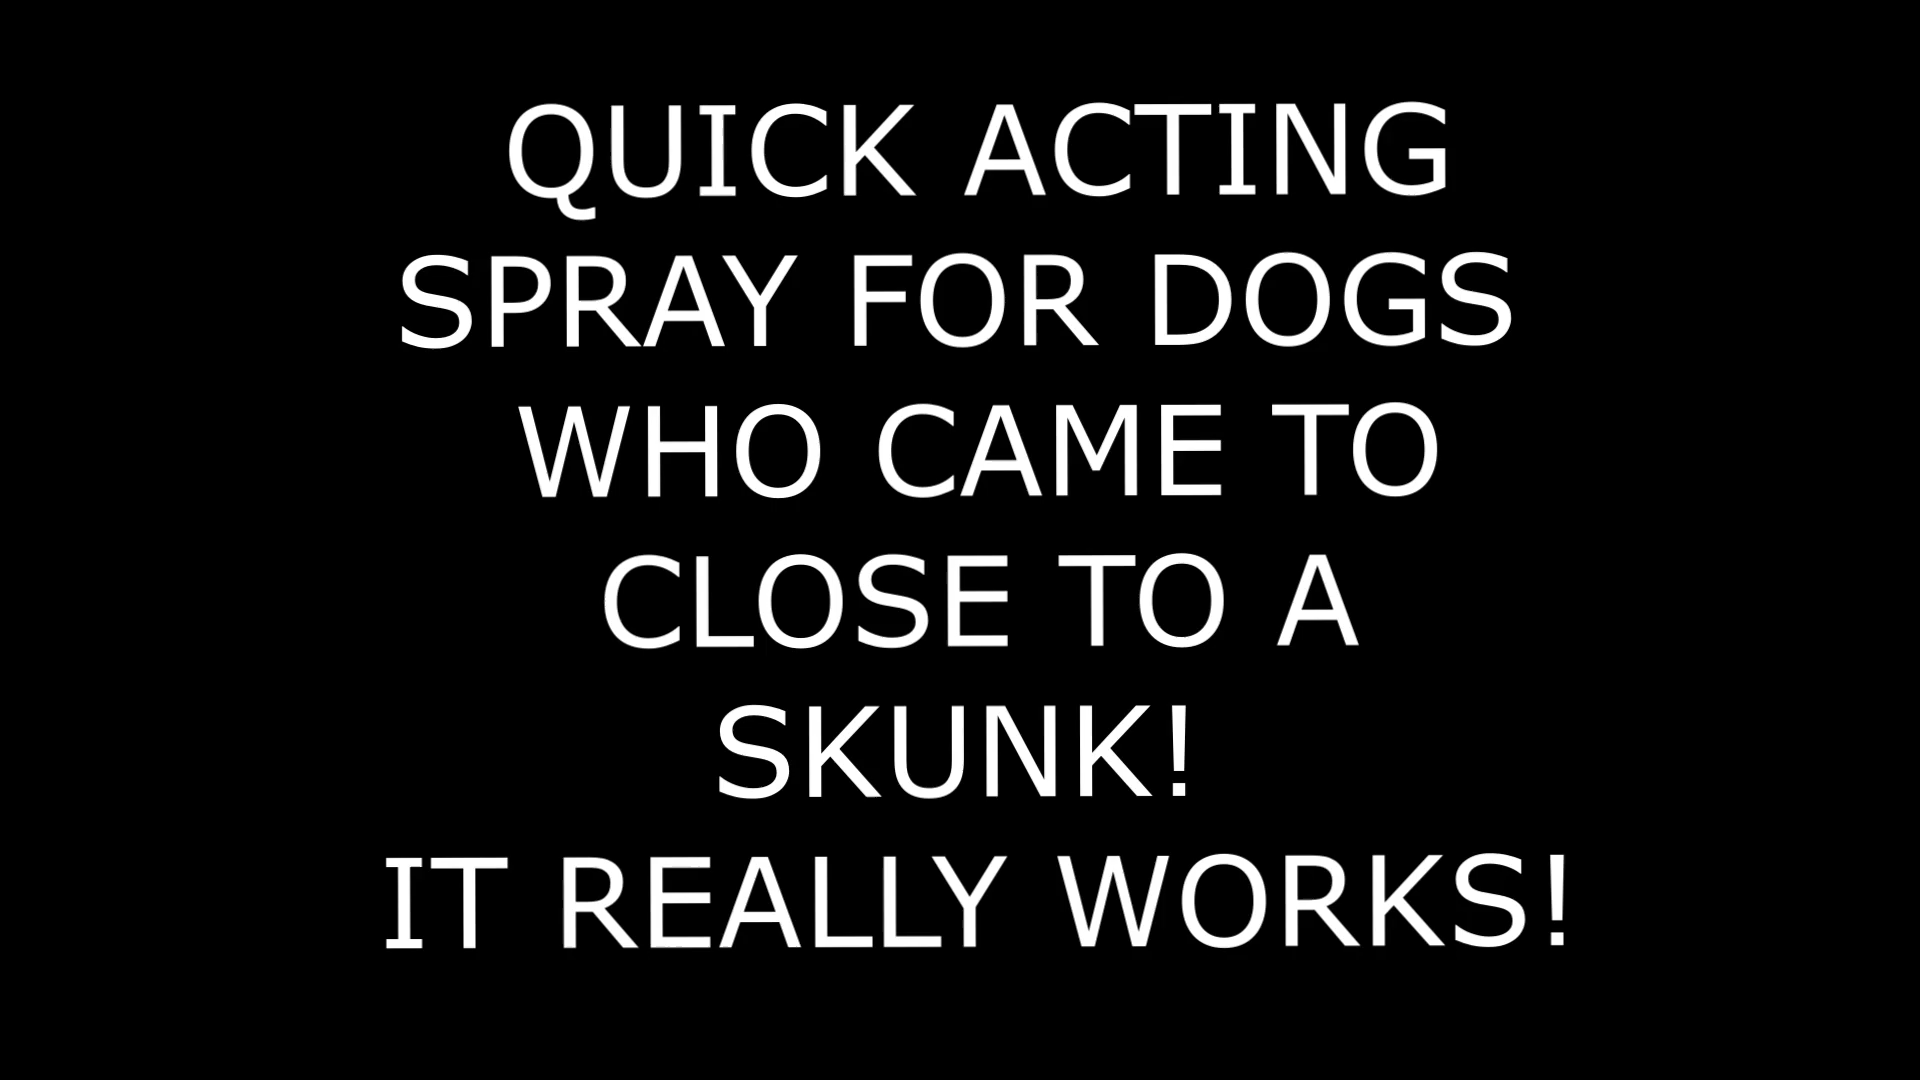 QUICK ACTING
SPRAY FOR DOGS
WHO CAME TO
CLOSE TO A
SKUNK!
IT REALLY WORKS!